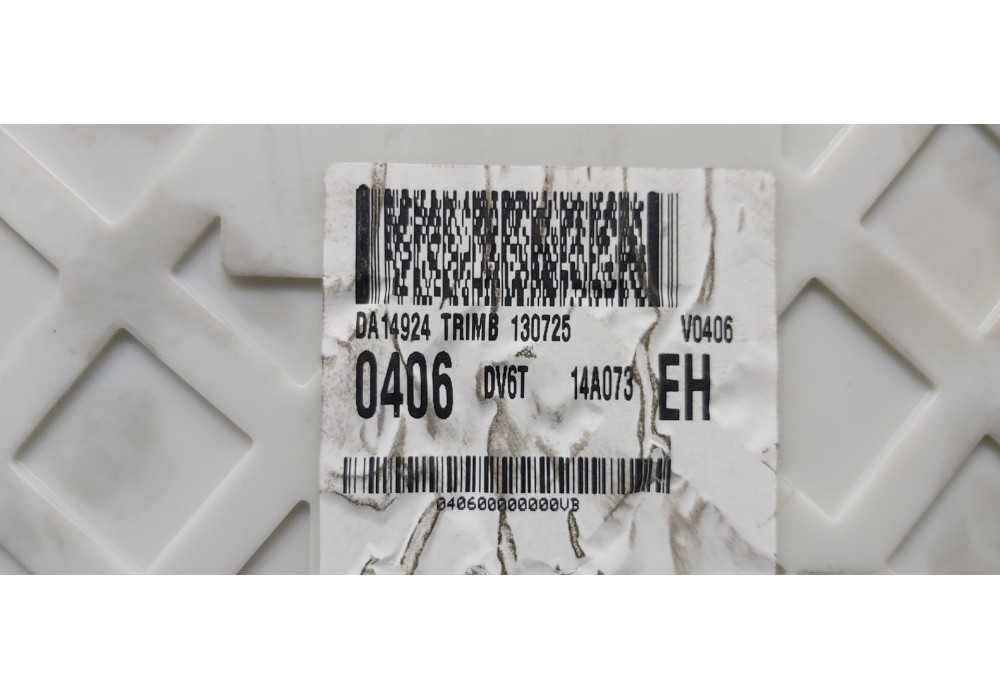 DA14924 TRIMB 130725 V0406
0406 DV6T 14A073 EH
040600000000VB